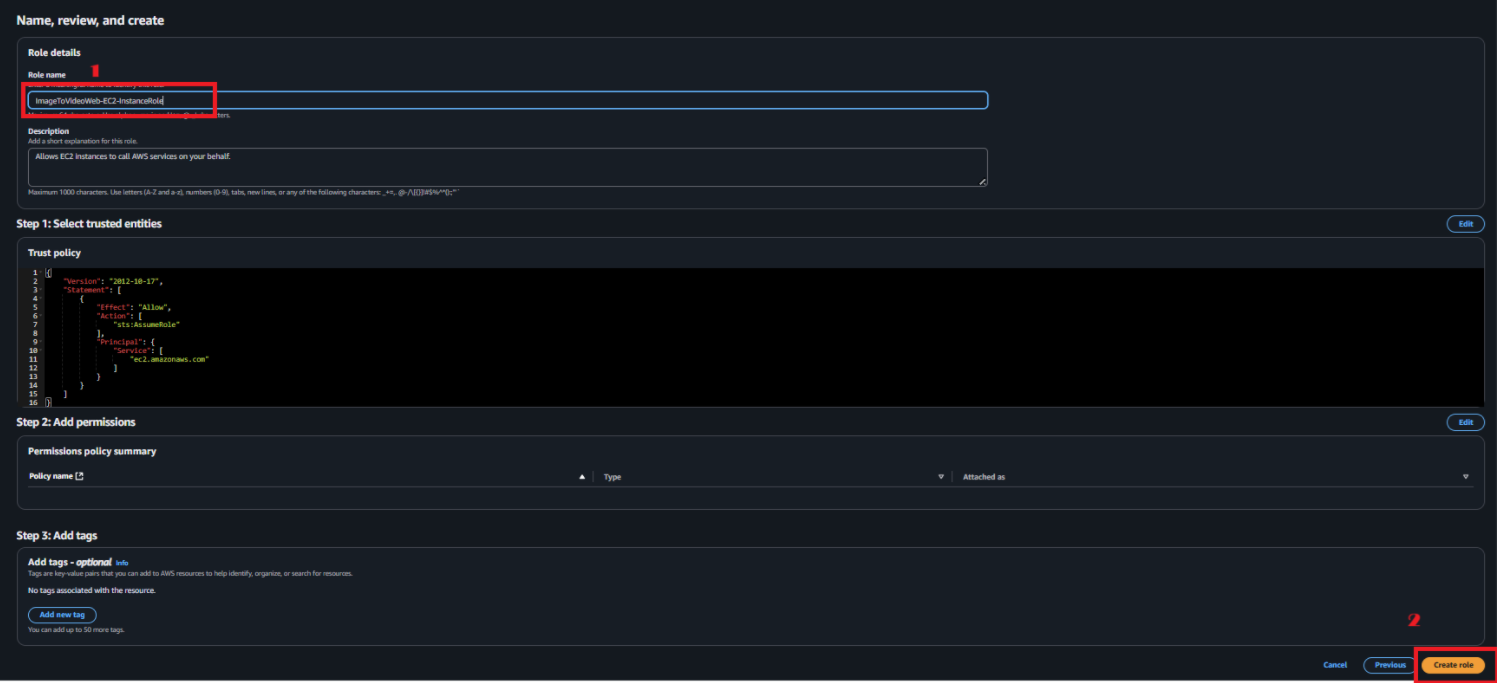 Name, review, and create
Role details
1
Role name
ImageToVideoWeb-EC2-InstanceRole
Description
Add a short explanation for this role.
Allows EC2 instances to call AWS services on your behalf.
Maximum 1000 characters. Use letters (A-Z and a-z), numbers (0-9), tabs, new lines, or any of the following characters:
Step 1: Select trusted entities
Edit
Trust policy
1 {
2 "Version": "2012-10-17",
3 "Statement": [
4 {
5 "Effect": "Allow",
6 "Action": [
7 "sts:AssumeRole"
8 ],
9 "Principal": {
10 "Service": [
11 "ec2.amazonaws.com"
12 ]
13 }
14 }
15 ]
16 }
Step 2: Add permissions
Edit
Permissions policy summary
Policy name
Type
Attached as
Step 3: Add tags
Add tags - optional Info
Tags are key-value pairs that you can add to AWS resources to help identify, organize, or search for resources.
No tags associated with the resource.
Add new tag
You can add up to 50 more tags.
2
Cancel
Previous
Create role